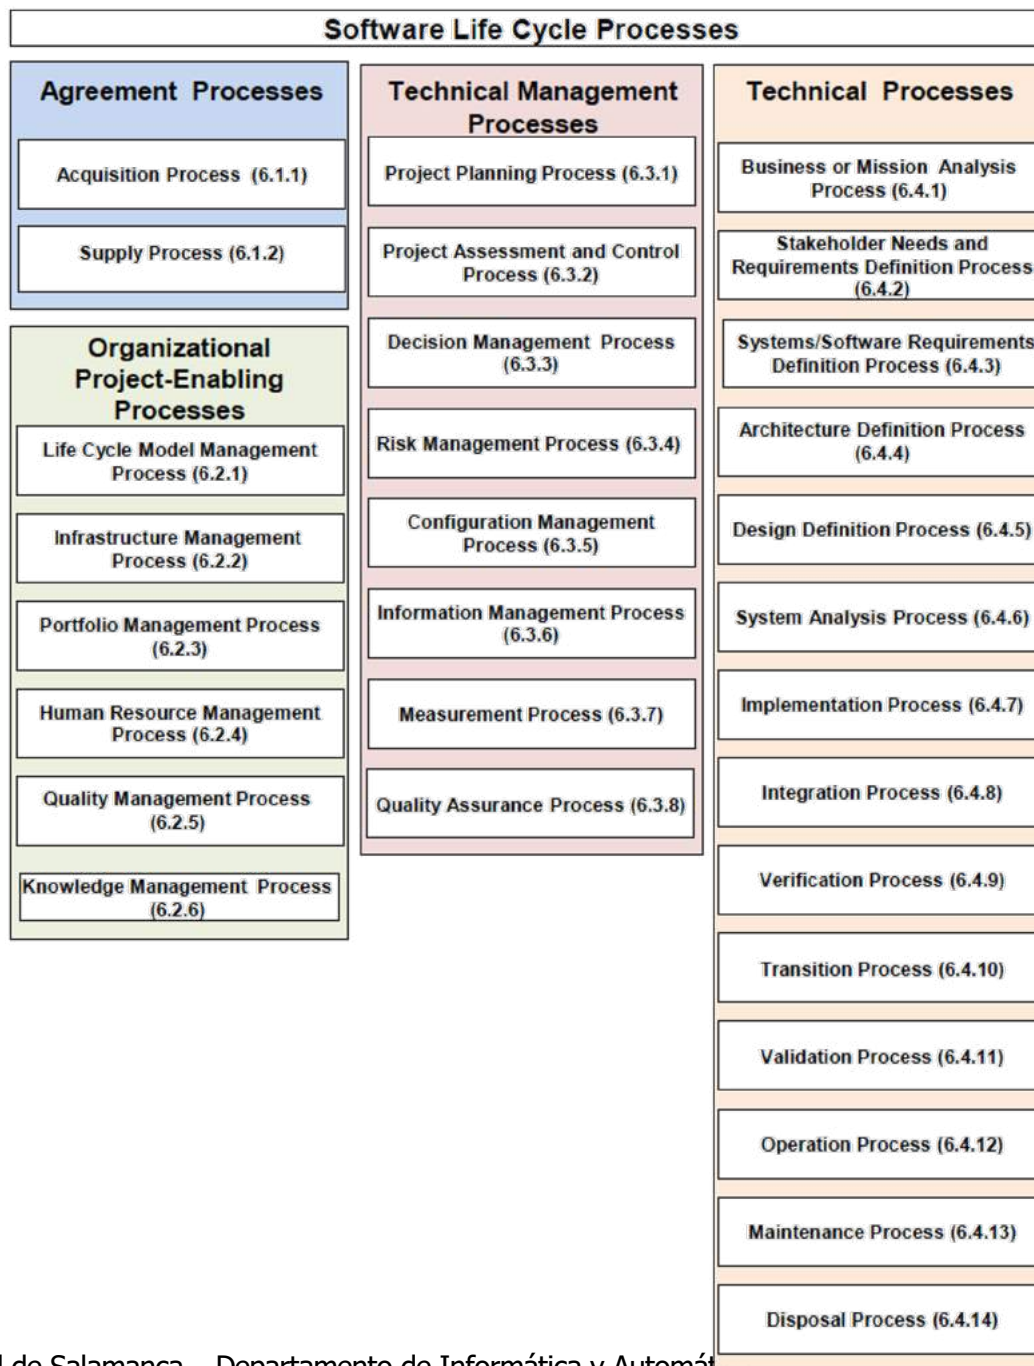 Software Life Cycle Processes
Agreement Processes
Acquisition Process (6.1.1)
Supply Process (6.1.2)
Organizational
Project-Enabling
Processes
Life Cycle Model Management
Process (6.2.1)
Infrastructure Management
Process (6.2.2)
Portfolio Management Process
(6.2.3)
Human Resource Management
Process (6.2.4)
Quality Management Process
(6.2.5)
Knowledge Management Process
(6.2.6)
Technical Management
Processes
Project Planning Process (6.3.1)
Project Assessment and Control
Process (6.3.2)
Decision Management Process
(6.3.3)
Risk Management Process (6.3.4)
Configuration Management
Process (6.3.5)
Information Management Process
(6.3.6)
Measurement Process (6.3.7)
Quality Assurance Process (6.3.8)
Technical Processes
Business or Mission Analysis
Process (6.4.1)
Stakeholder Needs and
Requirements Definition Process
(6.4.2)
Systems/Software Requirements
Definition Process (6.4.3)
Architecture Definition Process
(6.4.4)
Design Definition Process (6.4.5)
System Analysis Process (6.4.6)
Implementation Process (6.4.7)
Integration Process (6.4.8)
Verification Process (6.4.9)
Transition Process (6.4.10)
Validation Process (6.4.11)
Operation Process (6.4.12)
Maintenance Process (6.4.13)
Disposal Process (6.4.14)
de Salamanca – Departamento de Informática y